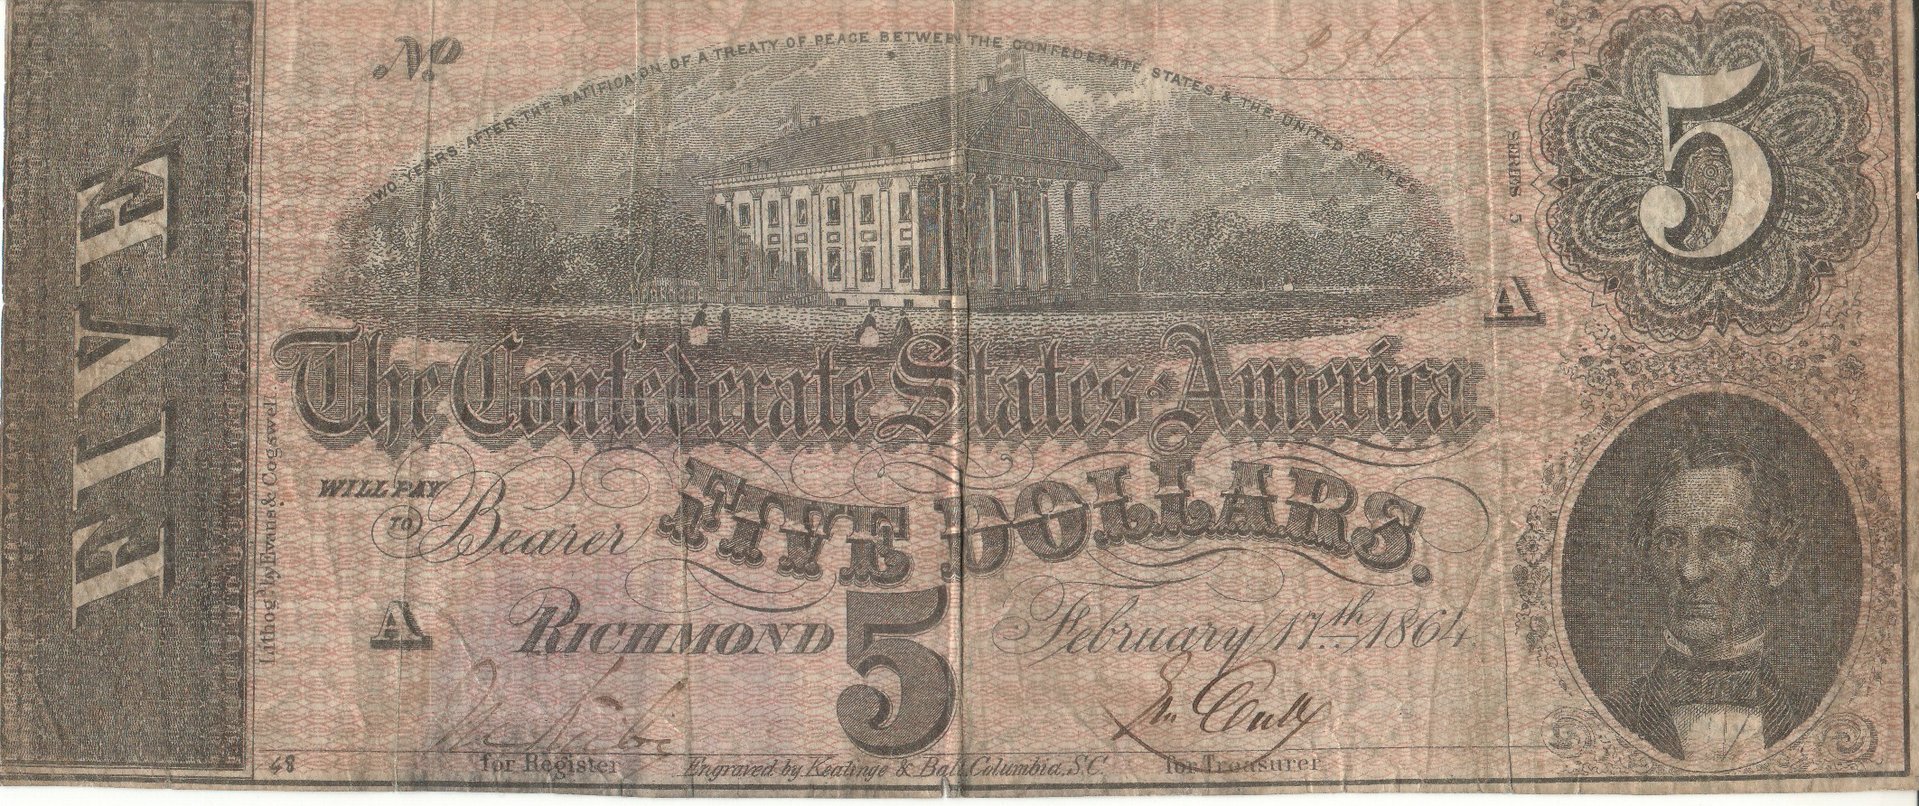 No
TWO YEARS AFTER THE RATIFICATION OF A TREATY OF PEACE BETWEEN THE CONFEDERATE STATES & THE UNITED STATES
5
SERIES 5
A
FIVE
The Confederate States of America
WILL PAY
TO Bearer FIVE DOLLARS.
A
RICHMOND 5 February 17th 1864.
Lithog'd by Evans & Cogswell.
48
for Register
Engraved by Keatinge & Ball, Columbia, S.C.
for Treasurer